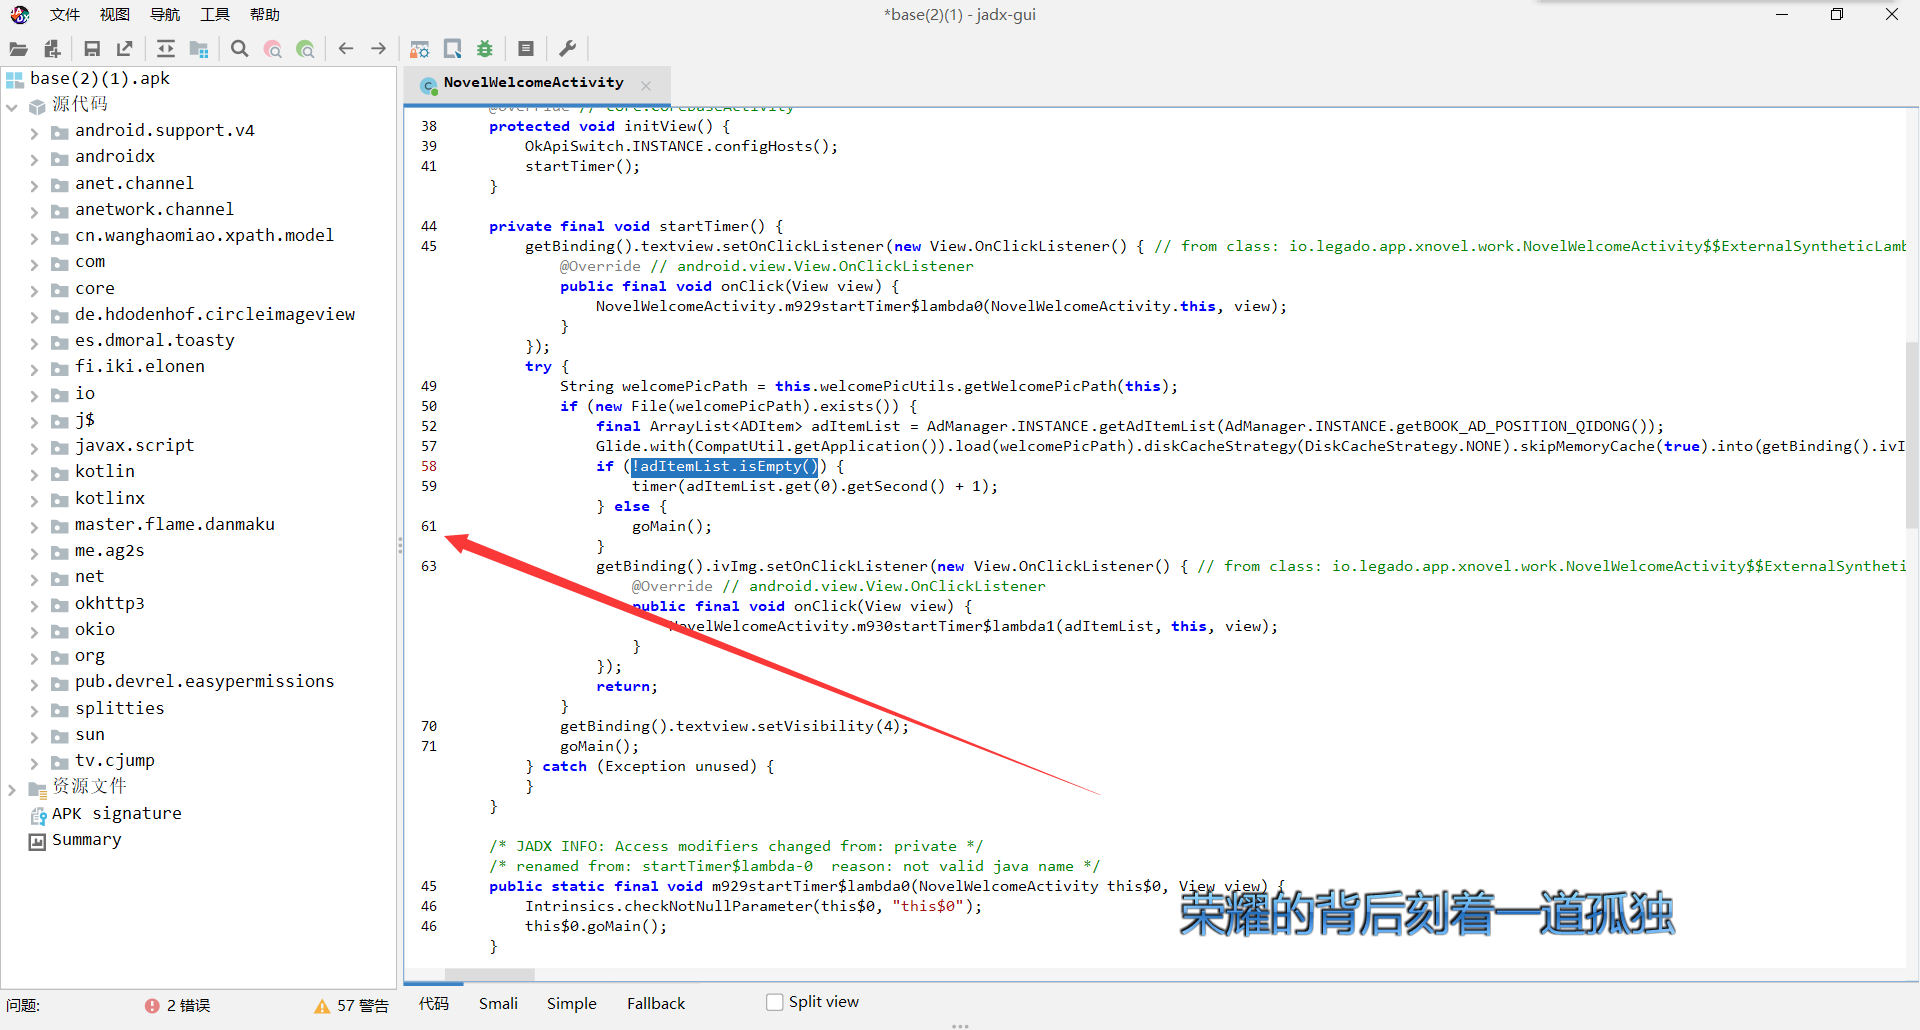 文件 视图 导航 工具 帮助
*base(2)(1) - jadx-gui
base(2)(1).apk
源代码
android.support.v4
androidx
anet.channel
anetwork.channel
cn.wanghaomiao.xpath.model
com
core
de.hdodenhof.circleimageview
es.dmoral.toasty
fi.iki.elonen
io
j$
javax.script
kotlin
kotlinx
master.flame.danmaku
me.ag2s
net
okhttp3
okio
org
pub.devrel.easypermissions
splitties
sun
tv.cjump
资源文件
APK signature
Summary
问题: 2 错误 57 警告
NovelWelcomeActivity
@Override // core.CoreBaseActivity
38 protected void initView() {
39 OkApiSwitch.INSTANCE.configHosts();
41 startTimer();
}
44 private final void startTimer() {
45 getBinding().textview.setOnClickListener(new View.OnClickListener() { // from class: io.legado.app.xnovel.work.NovelWelcomeActivity$$ExternalSyntheticLamb
@Override // android.view.View.OnClickListener
public final void onClick(View view) {
NovelWelcomeActivity.m929startTimer$lambda0(NovelWelcomeActivity.this, view);
}
});
try {
49 String welcomePicPath = this.welcomePicUtils.getWelcomePicPath(this);
50 if (new File(welcomePicPath).exists()) {
52 final ArrayList<ADItem> adItemList = AdManager.INSTANCE.getAdItemList(AdManager.INSTANCE.getBOOK_AD_POSITION_QIDONG());
57 Glide.with(CompatUtil.getApplication()).load(welcomePicPath).diskCacheStrategy(DiskCacheStrategy.NONE).skipMemoryCache(true).into(getBinding().ivI
58 if (!adItemList.isEmpty()) {
59 timer(adItemList.get(0).getSecond() + 1);
} else {
61 goMain();
}
63 getBinding().ivImg.setOnClickListener(new View.OnClickListener() { // from class: io.legado.app.xnovel.work.NovelWelcomeActivity$$ExternalSyntheti
@Override // android.view.View.OnClickListener
public final void onClick(View view) {
NovelWelcomeActivity.m930startTimer$lambda1(adItemList, this, view);
}
});
return;
}
70 getBinding().textview.setVisibility(4);
71 goMain();
} catch (Exception unused) {
}
}
/* JADX INFO: Access modifiers changed from: private */
/* renamed from: startTimer$lambda-0 reason: not valid java name */
45 public static final void m929startTimer$lambda0(NovelWelcomeActivity this$0, View view) {
46 Intrinsics.checkNotNullParameter(this$0, "this$0");
46 this$0.goMain();
}
荣耀的背后刻着一道孤独
代码 Smali Simple Fallback Split view